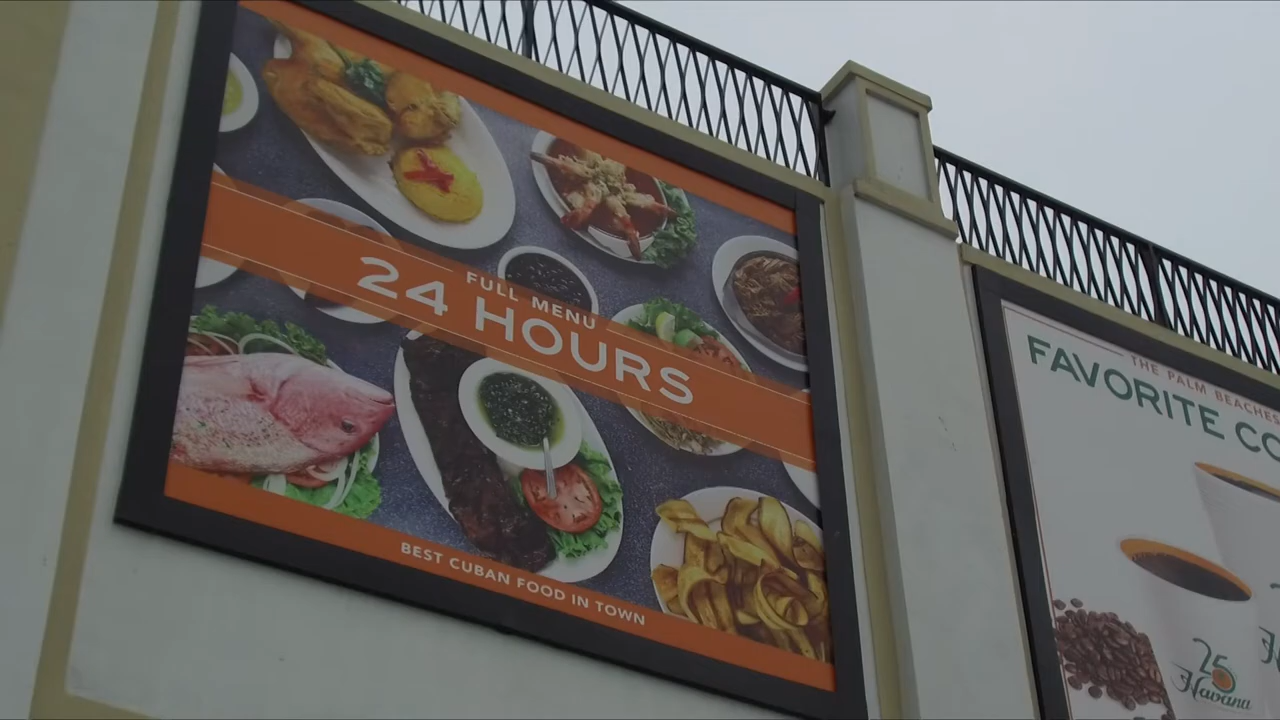 FULL MENU
24 HOURS
BEST CUBAN FOOD IN TOWN
THE PALM BEACHES
FAVORITE CO
25
Havana